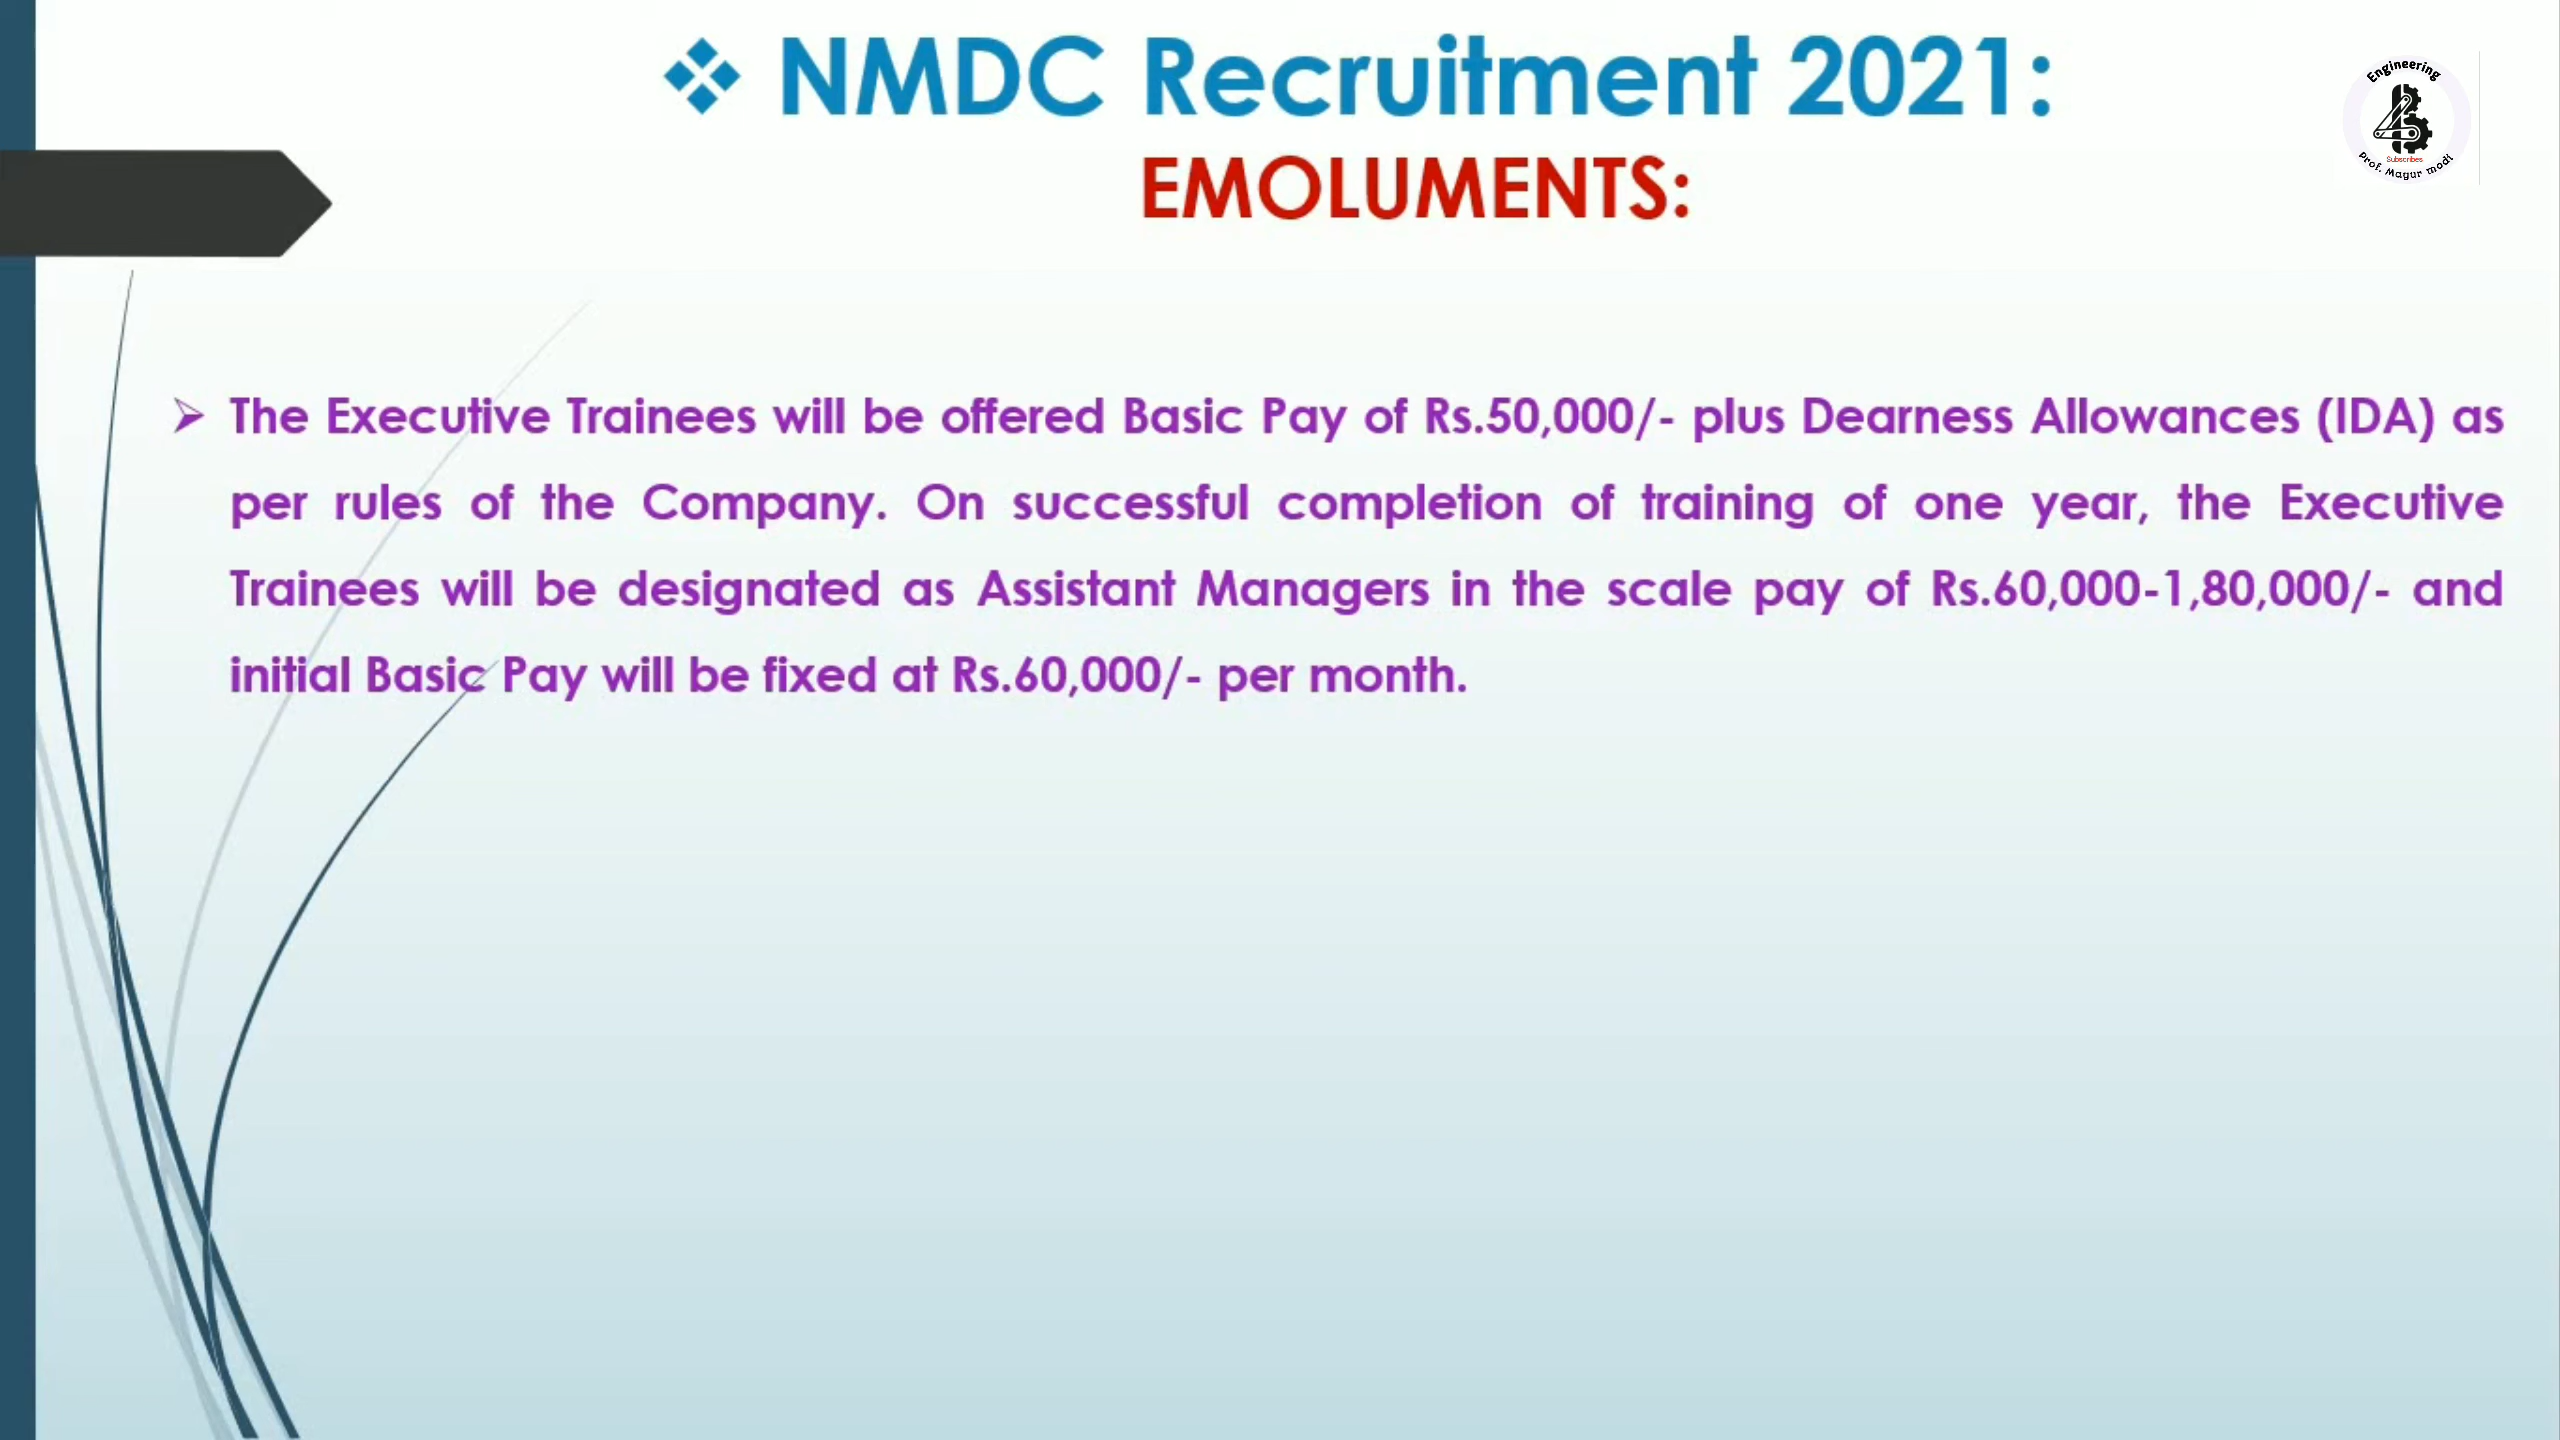 ❖ NMDC Recruitment 2021:
EMOLUMENTS:
Engineering
Subscribes
Prof. Magur modi
➢ The Executive Trainees will be offered Basic Pay of Rs.50,000/- plus Dearness Allowances (IDA) as
per rules of the Company. On successful completion of training of one year, the Executive
Trainees will be designated as Assistant Managers in the scale pay of Rs.60,000-1,80,000/- and
initial Basic Pay will be fixed at Rs.60,000/- per month.